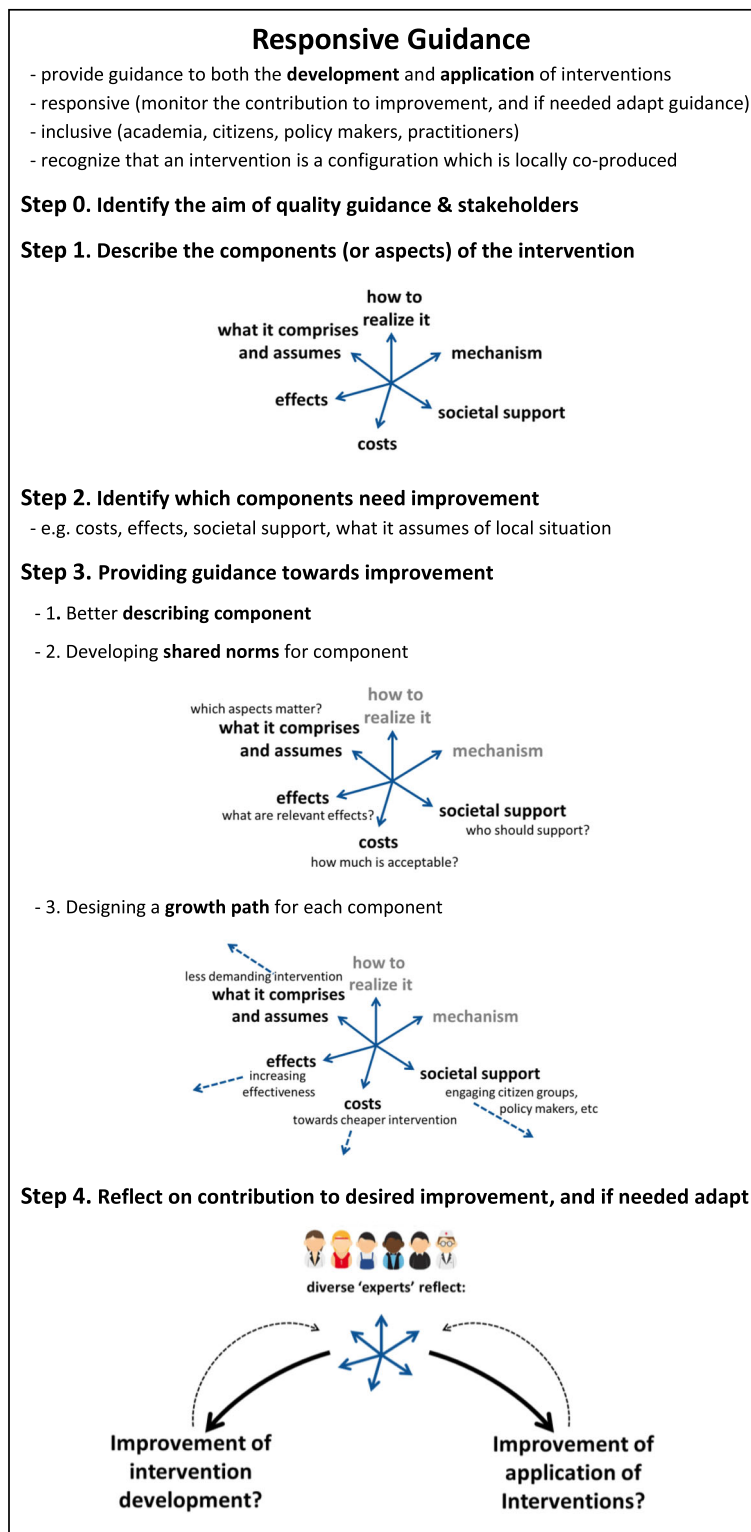 Responsive Guidance
- provide guidance to both the development and application of interventions
- responsive (monitor the contribution to improvement, and if needed adapt guidance)
- inclusive (academia, citizens, policy makers, practitioners)
- recognize that an intervention is a configuration which is locally co-produced
Step 0. Identify the aim of quality guidance & stakeholders
Step 1. Describe the components (or aspects) of the intervention
how to
realize it
what it comprises
and assumes
mechanism
effects
societal support
costs
Step 2. Identify which components need improvement
- e.g. costs, effects, societal support, what it assumes of local situation
Step 3. Providing guidance towards improvement
- 1. Better describing component
- 2. Developing shared norms for component
how to
realize it
which aspects matter?
what it comprises
and assumes
mechanism
effects
what are relevant effects?
societal support
who should support?
costs
how much is acceptable?
- 3. Designing a growth path for each component
how to
realize it
less demanding intervention
what it comprises
and assumes
mechanism
effects
increasing
effectiveness
societal support
engaging citizen groups,
policy makers, etc
costs
towards cheaper intervention
Step 4. Reflect on contribution to desired improvement, and if needed adapt
diverse ‘experts’ reflect:
Improvement of
intervention
development?
Improvement of
application of
Interventions?